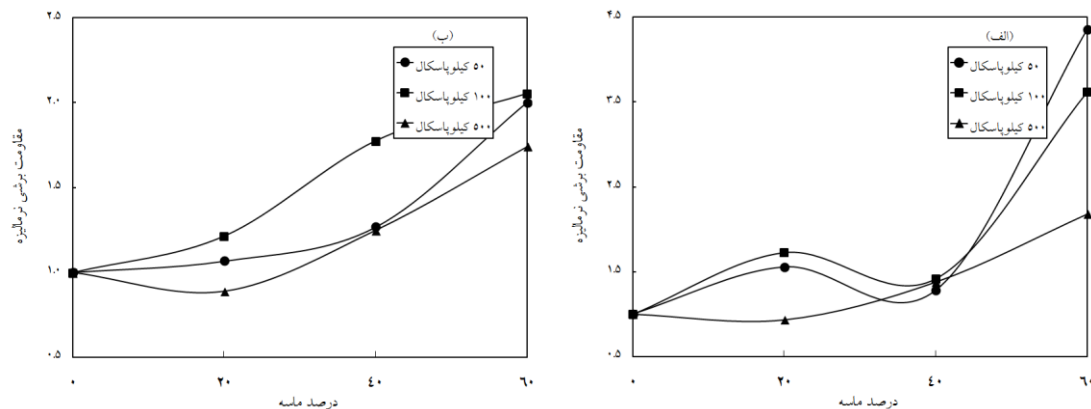 (الف)
۵۰ کیلوپاسکال
۱۰۰ کیلوپاسکال
۵۰۰ کیلوپاسکال
مقاومت برشی نرمالیزه
۴.۵
۳.۵
۲.۵
۱.۵
۰.۵
۰ ۲۰ ۴۰ ۶۰
درصد ماسه
(ب)
۵۰ کیلوپاسکال
۱۰۰ کیلوپاسکال
۵۰۰ کیلوپاسکال
مقاومت برشی نرمالیزه
۲.۵
۲.۰
۱.۵
۱.۰
۰.۵
۰ ۲۰ ۴۰ ۶۰
درصد ماسه